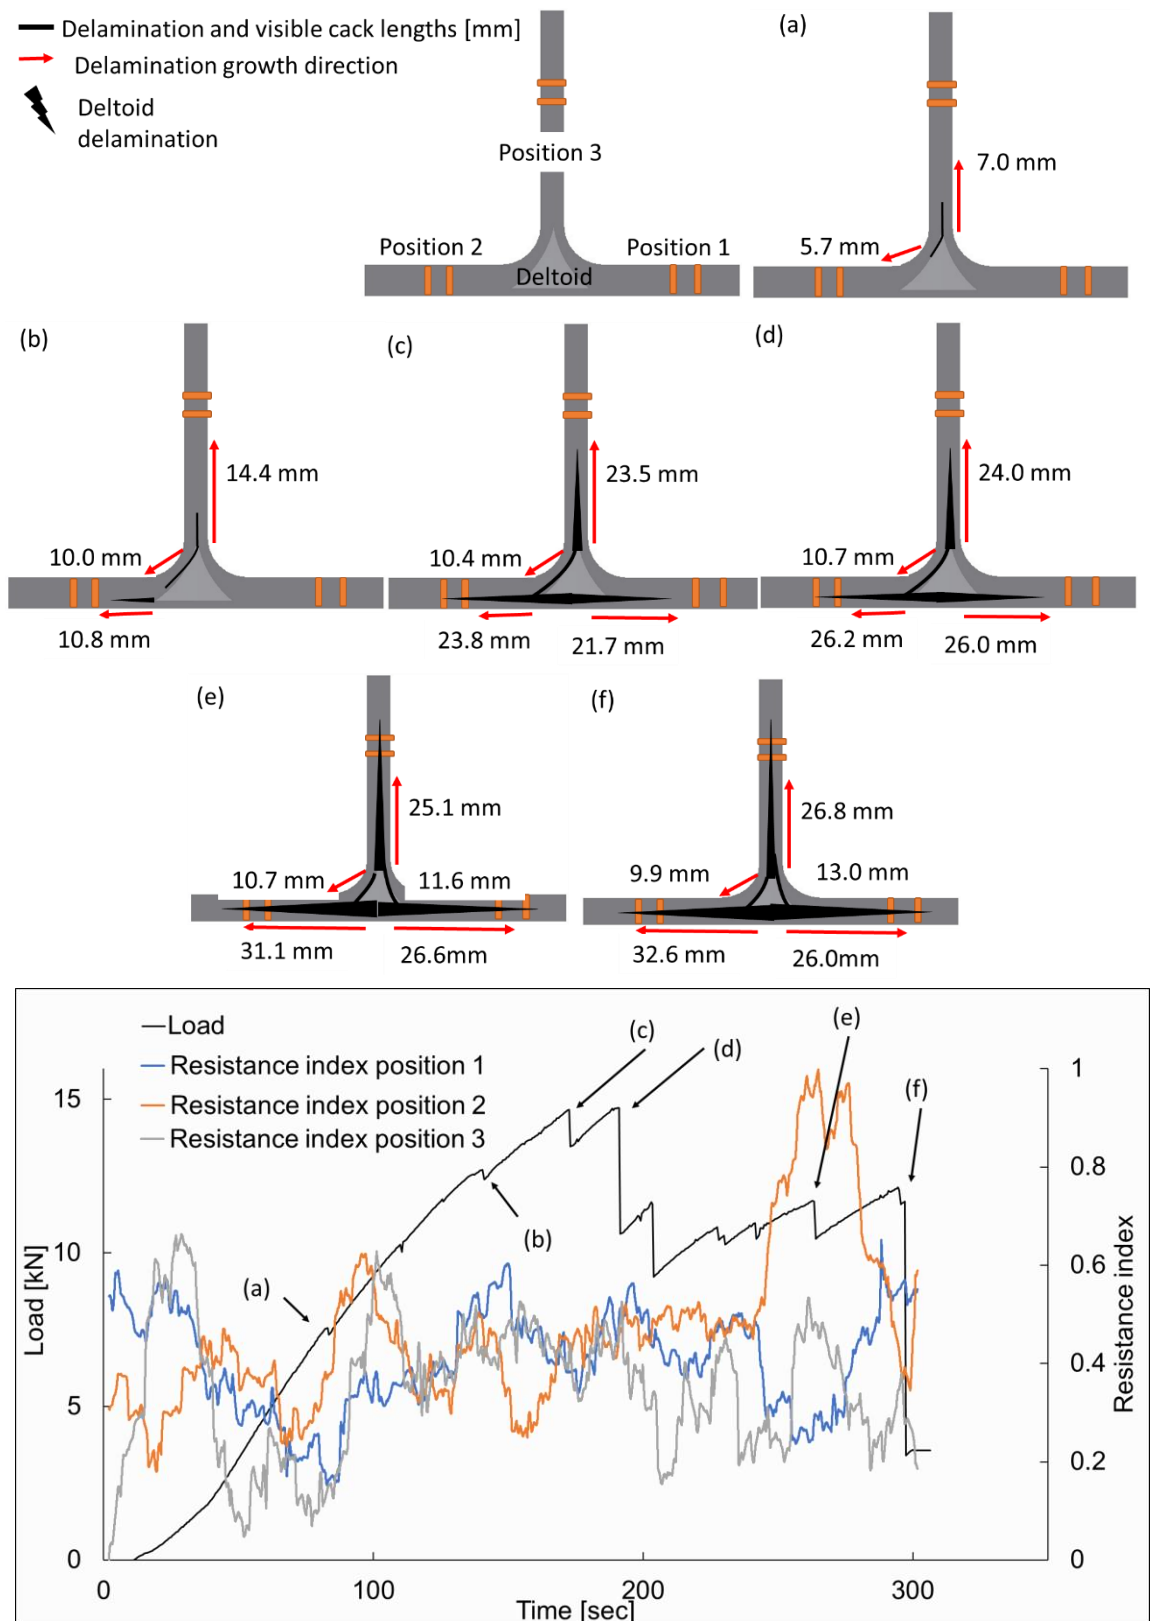 Delamination and visible cack lengths [mm]
Delamination growth direction
Deltoid
delamination
Position 3
Position 2
Position 1
Deltoid
(a)
7.0 mm
5.7 mm
(b)
14.4 mm
10.0 mm
10.8 mm
(c)
23.5 mm
10.4 mm
23.8 mm
21.7 mm
(d)
24.0 mm
10.7 mm
26.2 mm
26.0 mm
(e)
25.1 mm
10.7 mm
11.6 mm
31.1 mm
26.6mm
(f)
26.8 mm
9.9 mm
13.0 mm
32.6 mm
26.0mm
Load
Resistance index position 1
Resistance index position 2
Resistance index position 3
(a)
(b)
(c)
(d)
(e)
(f)
Load [kN]
15
10
5
0
Resistance index
1
0.8
0.6
0.4
0.2
0
0
100
200
300
Time [sec]